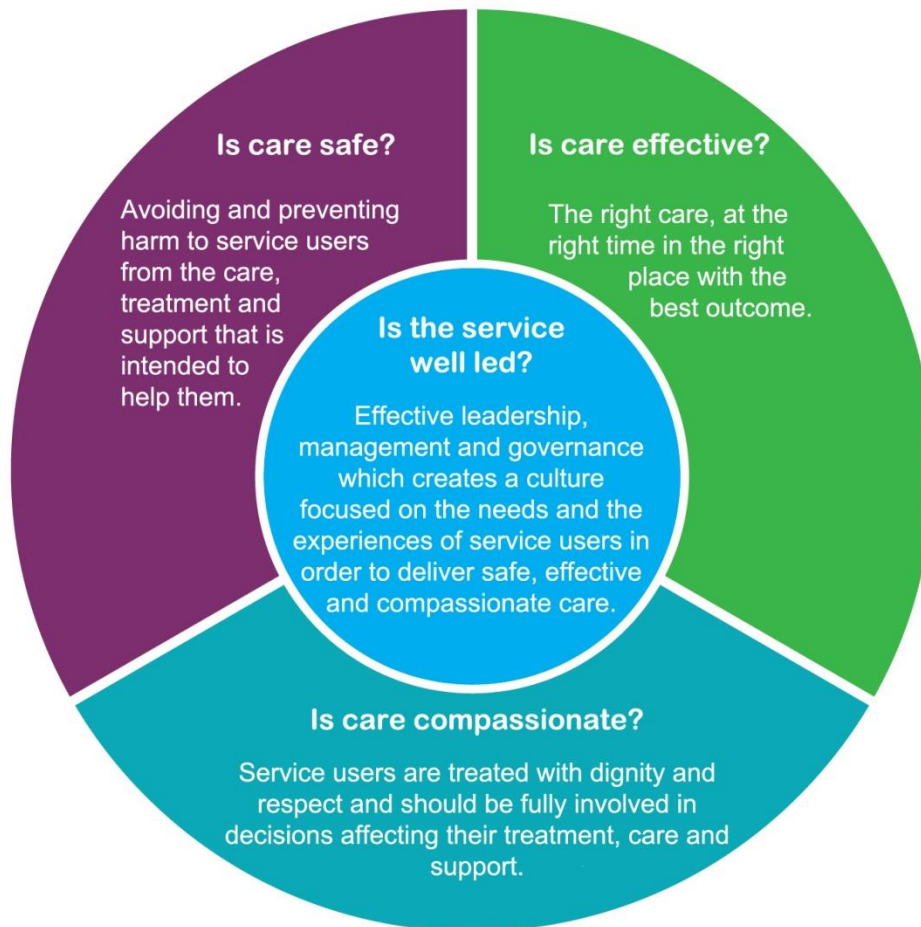 Is care safe?
Avoiding and preventing
harm to service users
from the care,
treatment and
support that is
intended to
help them.
Is care effective?
The right care, at the
right time in the right
place with the
best outcome.
Is the service
well led?
Effective leadership,
management and governance
which creates a culture
focused on the needs and the
experiences of service users in
order to deliver safe, effective
and compassionate care.
Is care compassionate?
Service users are treated with dignity and
respect and should be fully involved in
decisions affecting their treatment, care and
support.